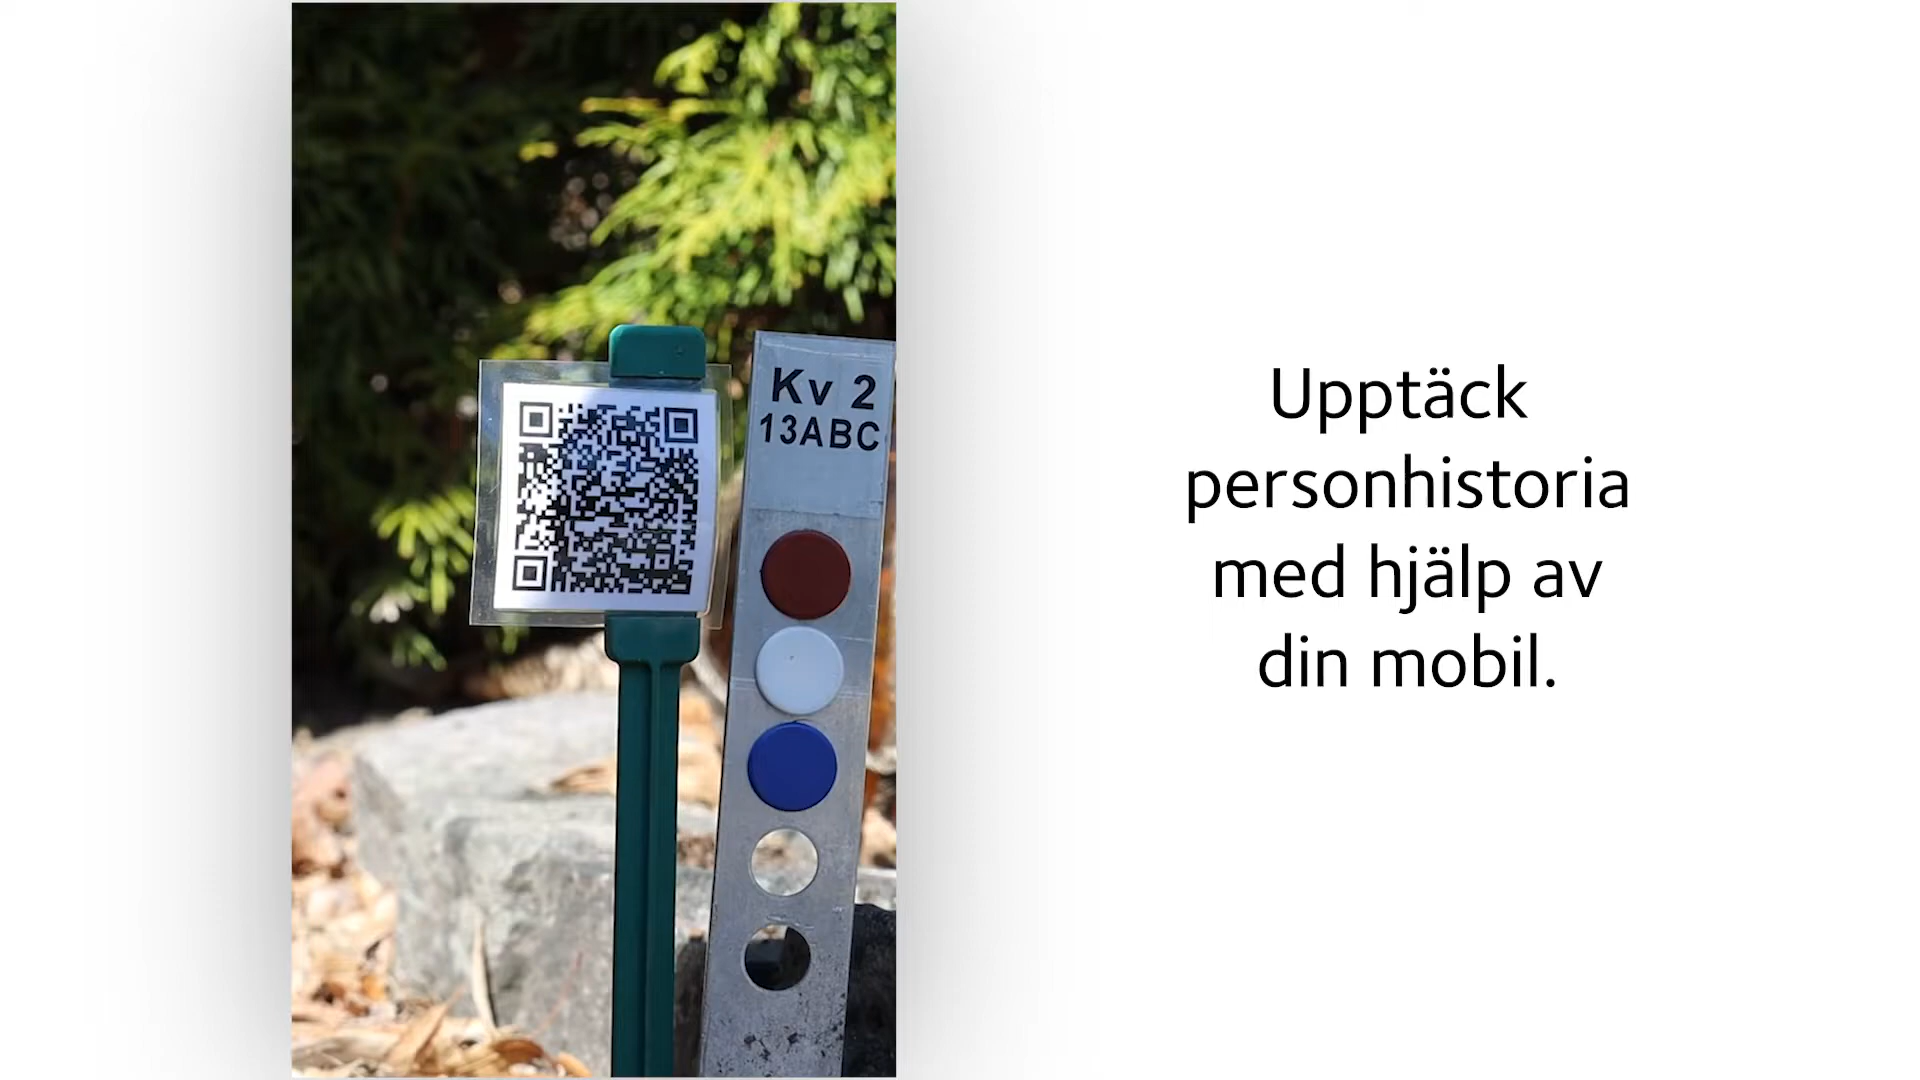 Kv 2
13ABC
Upptäck
personhistoria
med hjälp av
din mobil.